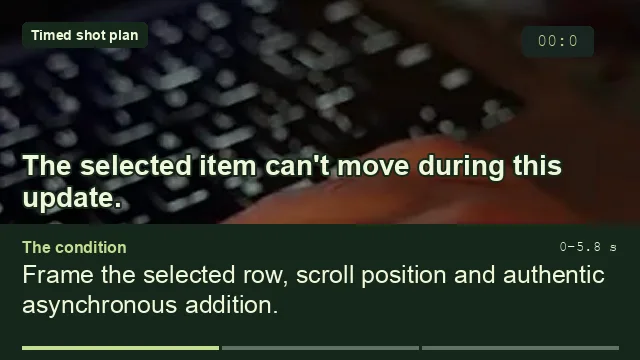 Timed shot plan
00:0
The selected item can't move during this
update.
The condition
0–5.8 s
Frame the selected row, scroll position and authentic
asynchronous addition.